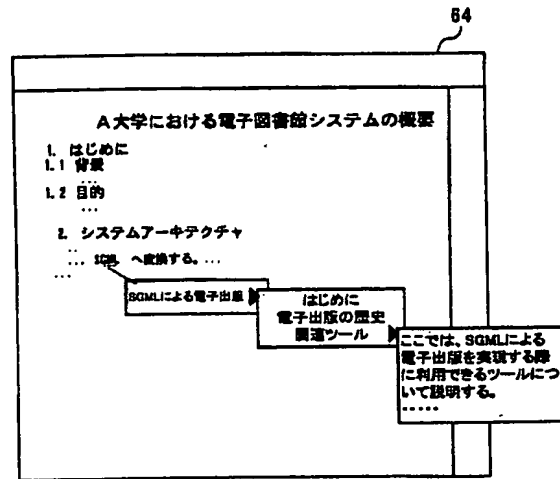 64
A大学における電子図書館システムの概要
1. はじめに
1.1 背景
...
1.2 目的
...
2. システムアーキテクチャ
..
... SGML へ変換する。...
...
SGMLによる電子出版
はじめに
電子出版の歴史
関連ツール
ここでは、SGMLによる
電子出版を実現する際
に利用できるツールにつ
いて説明する。
.....